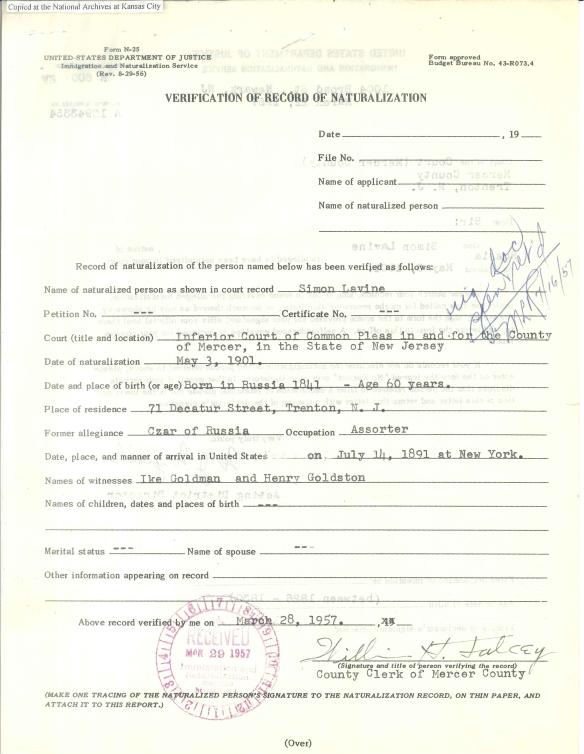 Copied at the National Archives at Kansas City
Form N-25
UNITED STATES DEPARTMENT OF JUSTICE
Immigration and Naturalization Service
(Rev. 8-29-56)
Form approved
Budget Bureau No. 43-R073.4
VERIFICATION OF RECORD OF NATURALIZATION
Date , 19
File No.
Name of applicant
Name of naturalized person
Record of naturalization of the person named below has been verified as follows:
Name of naturalized person as shown in court record Simon Lavine
Petition No. --- Certificate No. ---
Court (title and location) Inferior Court of Common Pleas in and for the County
of Mercer, in the State of New Jersey
Date of naturalization May 3, 1901.
Date and place of birth (or age) Born in Russia 1841 - Age 60 years.
Place of residence 71 Decatur Street, Trenton, N. J.
Former allegiance Czar of Russia Occupation Assorter
Date, place, and manner of arrival in United States on July 14, 1891 at New York.
Names of witnesses Ike Goldman and Henry Goldston
Names of children, dates and places of birth ---
Marital status --- Name of spouse ---
Other information appearing on record
Above record verified by me on March 28, 1957. , 19
RECEIVED
MAR 29 1957
Immigration and
Naturalization
William H. Falcey
(Signature and title of person verifying the record)
County Clerk of Mercer County
(MAKE ONE TRACING OF THE NATURALIZED PERSON'S SIGNATURE TO THE NATURALIZATION RECORD, ON THIN PAPER, AND
ATTACH IT TO THIS REPORT.)
(Over)